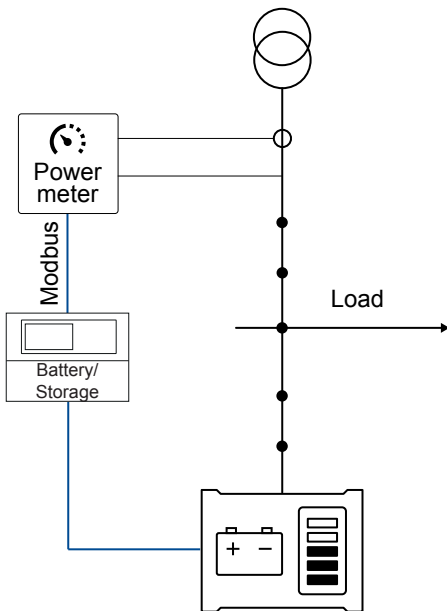 Power
meter
Modbus
Load
Battery/
Storage
+ −